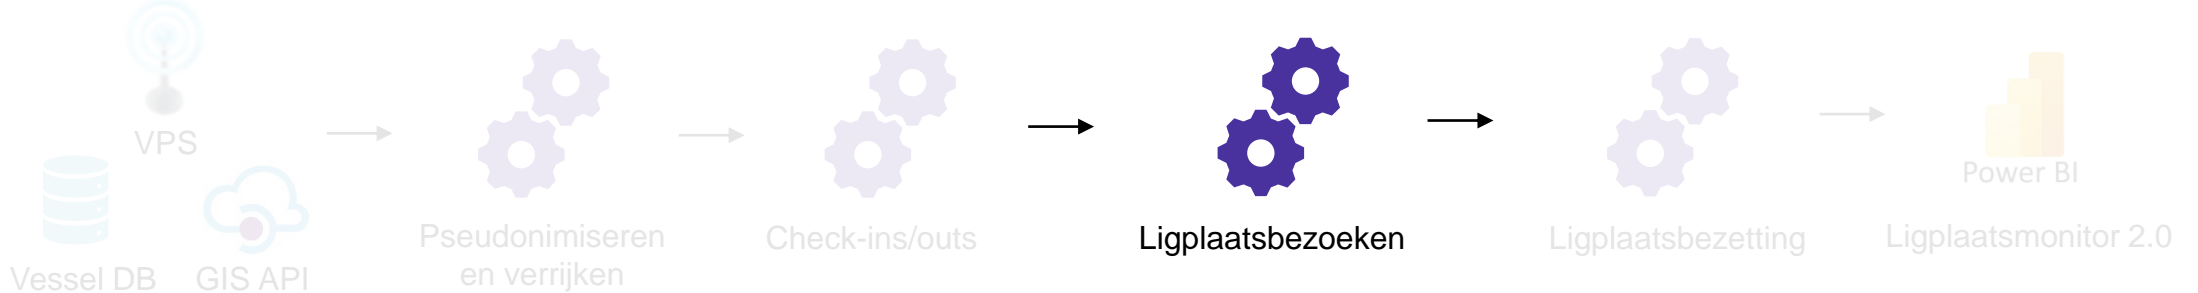 VPS
Vessel DB
GIS API
Pseudonimiseren
en verrijken
Check-ins/outs
Ligplaatsbezoeken
Ligplaatsbezetting
Power BI
Ligplaatsmonitor 2.0